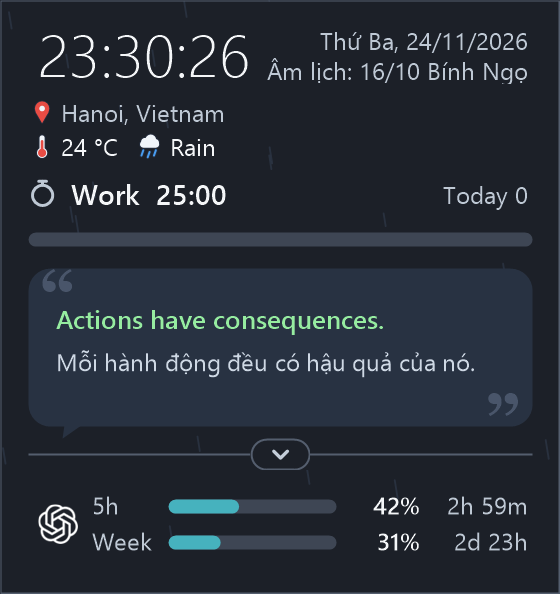 23:30:26
Thứ Ba, 24/11/2026
Âm lịch: 16/10 Bính Ngọ
Hanoi, Vietnam
24 °C Rain
Work 25:00 Today 0
“
Actions have consequences.
Mỗi hành động đều có hậu quả của nó.
”
5h 42% 2h 59m
Week 31% 2d 23h